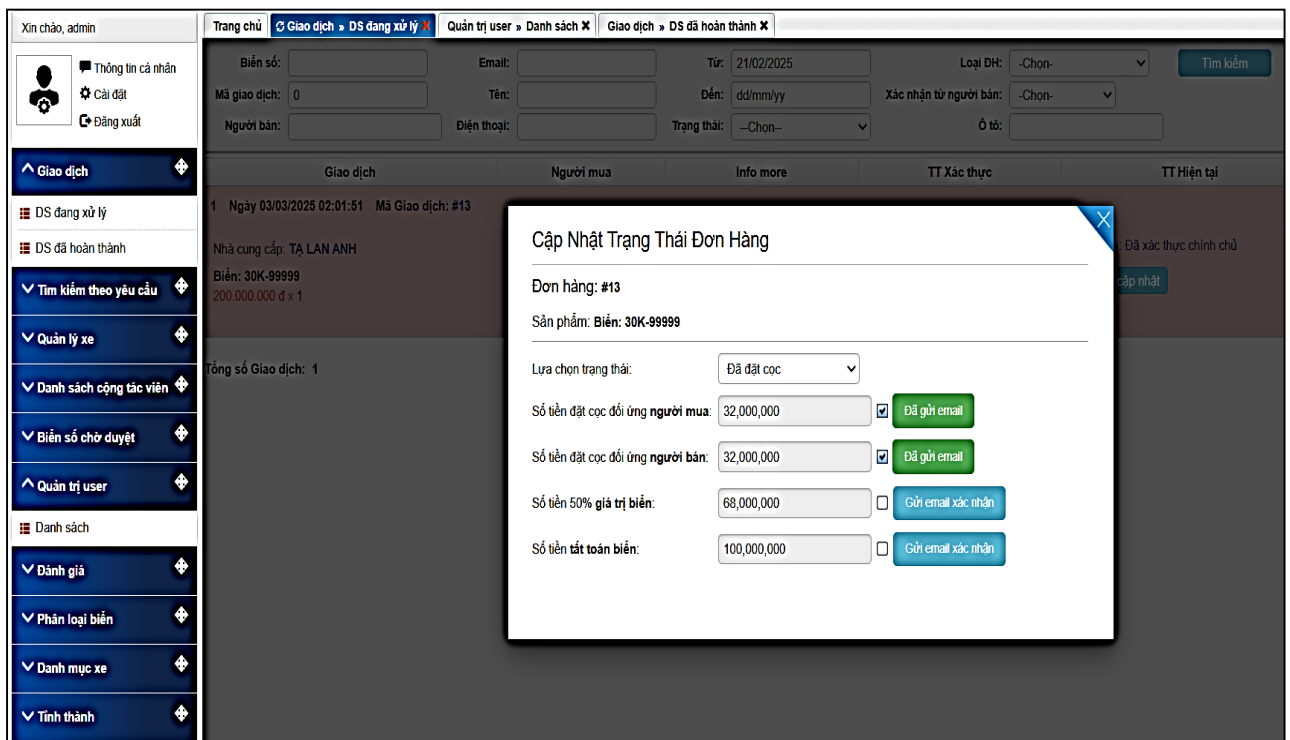 Xin chào, admin
Thông tin cá nhân
Cài đặt
Đăng xuất
Giao dịch
DS đang xử lý
DS đã hoàn thành
Tìm kiếm theo yêu cầu
Quản lý xe
Danh sách cộng tác viên
Biển số chờ duyệt
Quản trị user
Danh sách
Đánh giá
Phân loại biển
Danh mục xe
Tỉnh thành
Trang chủ Giao dịch » DS đang xử lý Quản trị user » Danh sách Giao dịch » DS đã hoàn thành
Biển số: Email: Từ: 21/02/2025 Loại ĐH: -Chọn- Tìm kiếm
Mã giao dịch: 0 Tên: Đến: dd/mm/yy Xác nhận từ người bán: -Chọn-
Người bán: Điện thoại: Trạng thái: --Chọn-- Ô tô:
Giao dịch Người mua Info more TT Xác thực TT Hiện tại
1 Ngày 03/03/2025 02:01:51 Mã Giao dịch: #13
Nhà cung cấp: TẠ LAN ANH : Đã xác thực chính chủ
Biển: 30K-99999 cập nhật
200.000.000 đ x 1
Tổng số Giao dịch: 1
Cập Nhật Trạng Thái Đơn Hàng
Đơn hàng: #13
Sản phẩm: Biển: 30K-99999
Lựa chọn trạng thái: Đã đặt cọc
Số tiền đặt cọc đối ứng người mua: 32,000,000 Đã gửi email
Số tiền đặt cọc đối ứng người bán: 32,000,000 Đã gửi email
Số tiền 50% giá trị biển: 68,000,000 Gửi email xác nhận
Số tiền tất toán biển: 100,000,000 Gửi email xác nhận